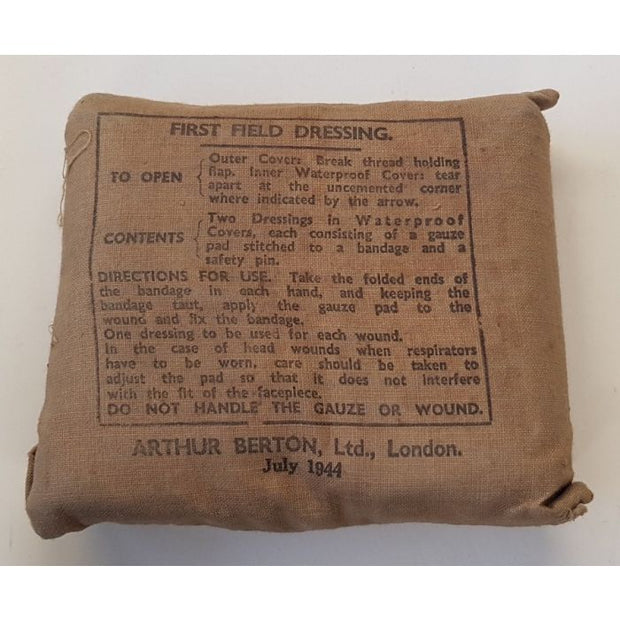 FIRST FIELD DRESSING.
TO OPEN { Outer Cover: Break thread holding
flap. Inner Waterproof Cover: tear
apart at the uncemented corner
where indicated by the arrow.
CONTENTS { Two Dressings in Waterproof
Covers, each consisting of a gauze
pad stitched to a bandage and a
safety pin.
DIRECTIONS FOR USE. Take the folded ends of
the bandage in each hand, and keeping the
bandage taut, apply the gauze pad to the
wound and fix the bandage.
One dressing to be used for each wound.
In the case of head wounds when respirators
have to be worn, care should be taken to
adjust the pad so that it does not interfere
with the fit of the facepiece.
DO NOT HANDLE THE GAUZE OR WOUND.
ARTHUR BERTON, Ltd., London.
July 1944